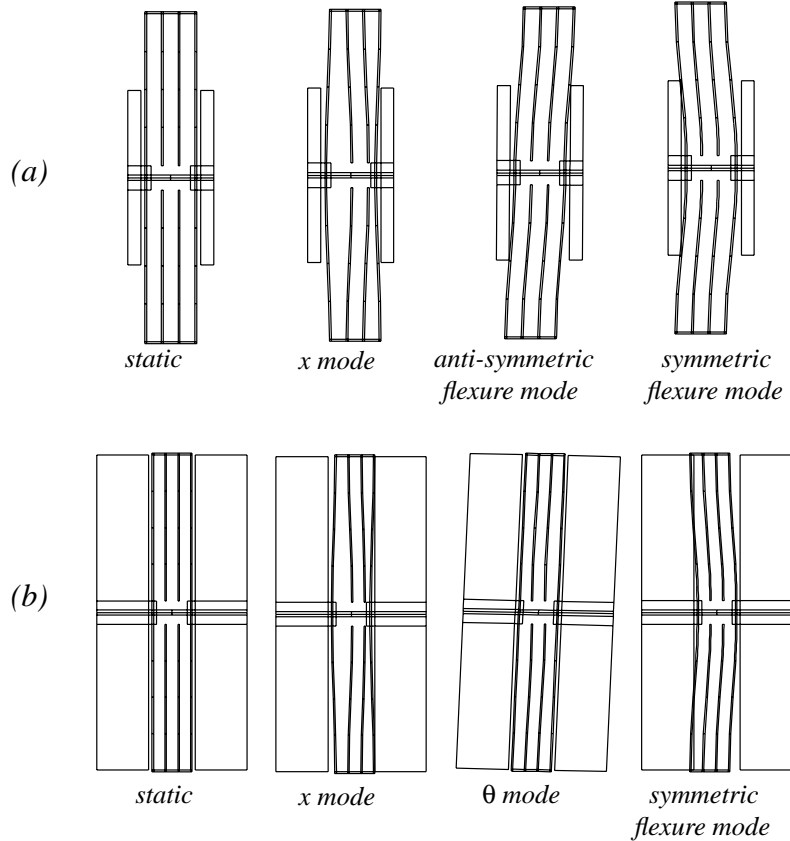 (a)
static
x mode
anti-symmetric
flexure mode
symmetric
flexure mode
(b)
static
x mode
θ mode
symmetric
flexure mode